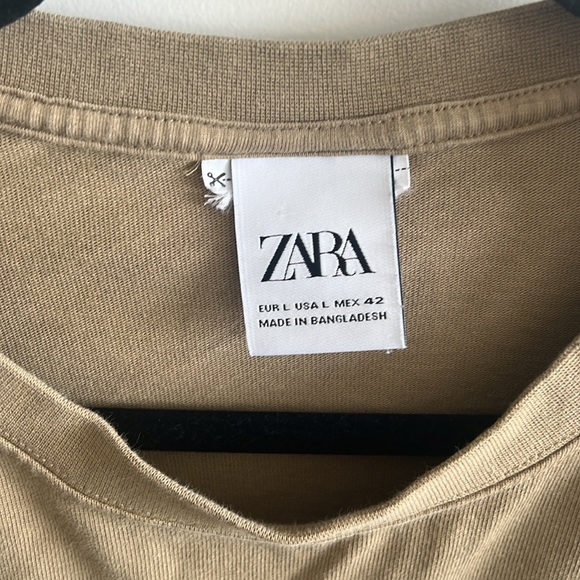 ZARA
EUR L USA L MEX 42
MADE IN BANGLADESH